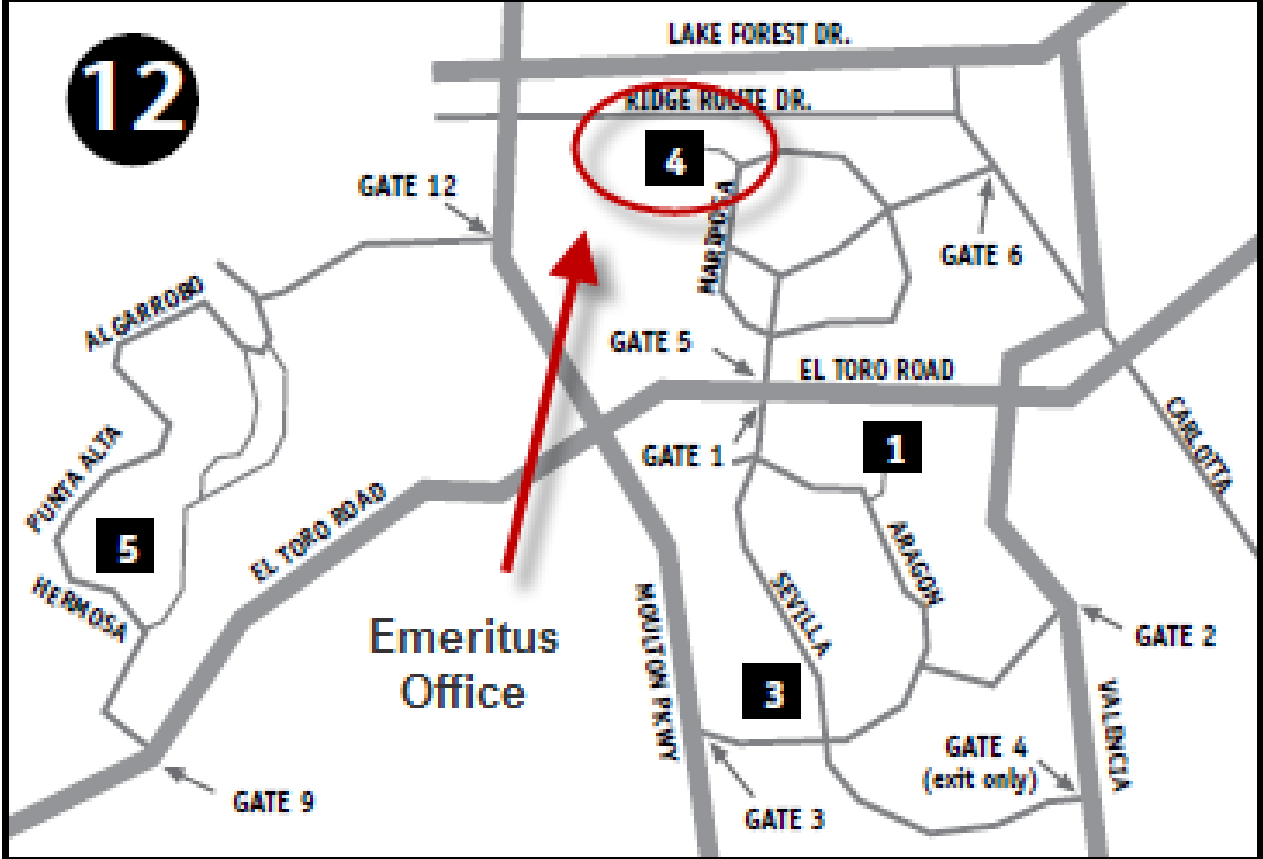 LAKE FOREST DR.
12
RIDGE ROUTE DR.
4
GATE 12
MARIPOSA
GATE 6
ALGARROBO
GATE 5
EL TORO ROAD
CARLOTTA
PUNTA ALTA
GATE 1
1
EL TORO ROAD
5
ARAGON
HERMOSA
SEVILLA
Emeritus
Office
MOULTON PKWY
GATE 2
3
VALENCIA
GATE 4
(exit only)
GATE 9
GATE 3